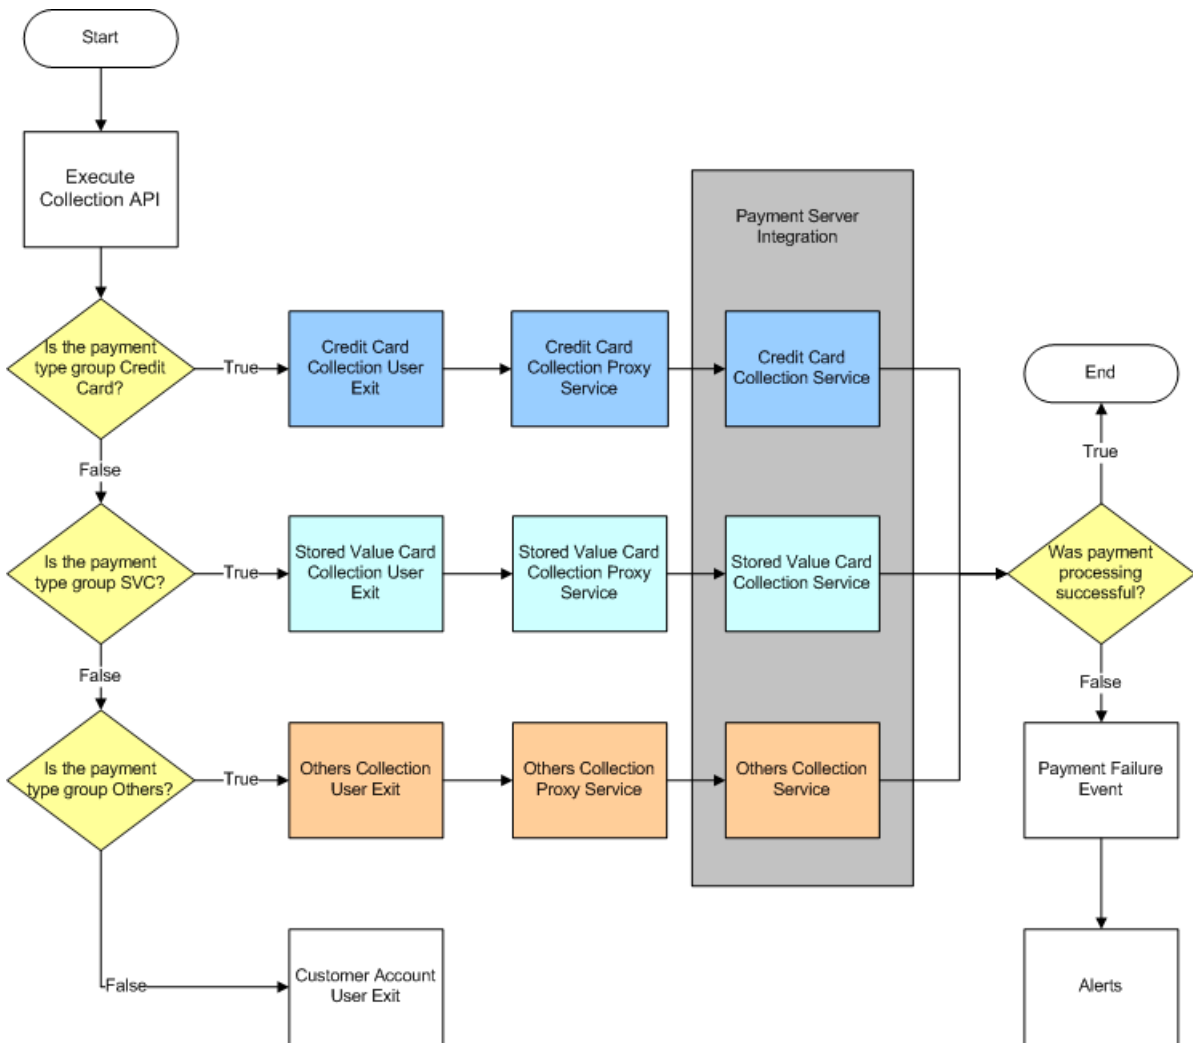 Start
Execute
Collection API
Payment Server
Integration
Is the payment
type group Credit
Card?
True
Credit Card
Collection User
Exit
Credit Card
Collection Proxy
Service
Credit Card
Collection Service
End
True
False
Is the payment
type group SVC?
True
Stored Value Card
Collection User
Exit
Stored Value Card
Collection Proxy
Service
Stored Value Card
Collection Service
Was payment
processing
successful?
False
False
Is the payment
type group Others?
True
Others Collection
User Exit
Others Collection
Proxy Service
Others Collection
Service
Payment Failure
Event
False
Customer Account
User Exit
Alerts